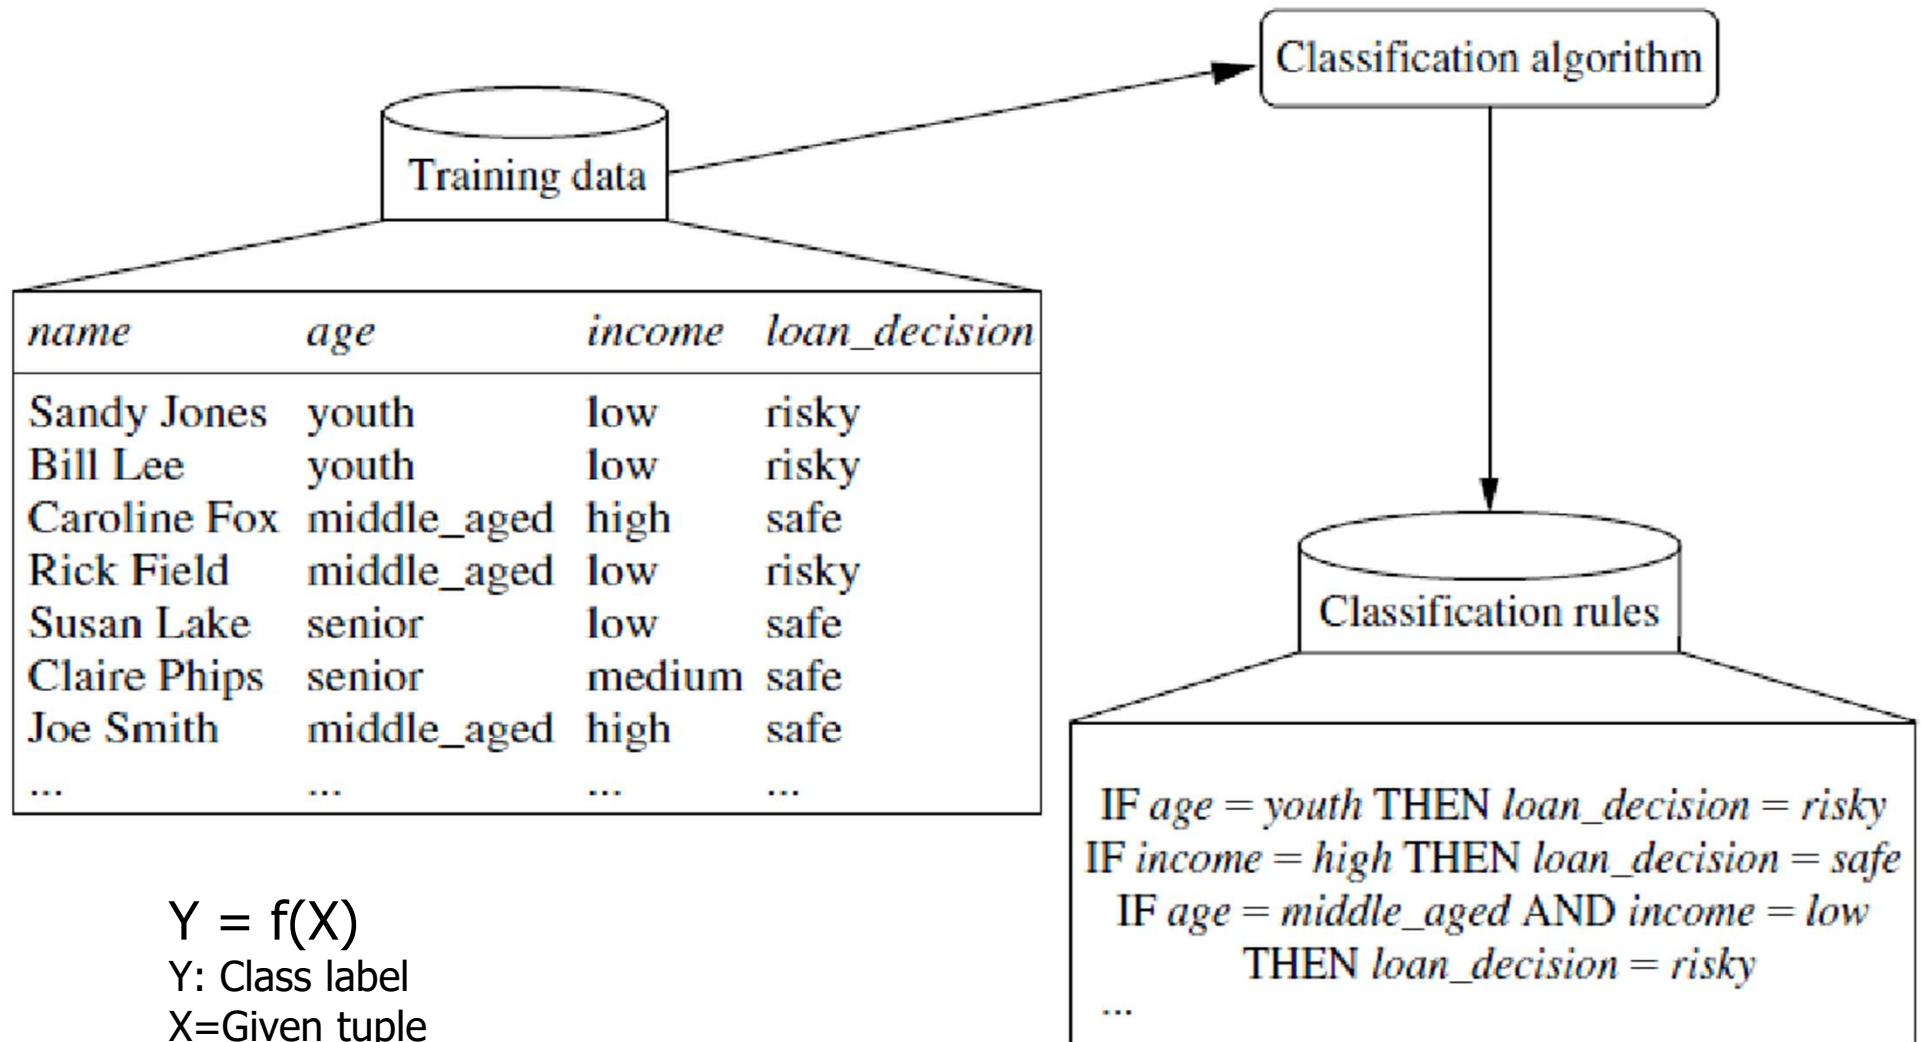 Classification algorithm
Training data
name age income loan_decision
Sandy Jones youth low risky
Bill Lee youth low risky
Caroline Fox middle_aged high safe
Rick Field middle_aged low risky
Susan Lake senior low safe
Claire Phips senior medium safe
Joe Smith middle_aged high safe
... ... ... ...
Classification rules
IF age = youth THEN loan_decision = risky
IF income = high THEN loan_decision = safe
IF age = middle_aged AND income = low
THEN loan_decision = risky
...
Y = f(X)
Y: Class label
X=Given tuple